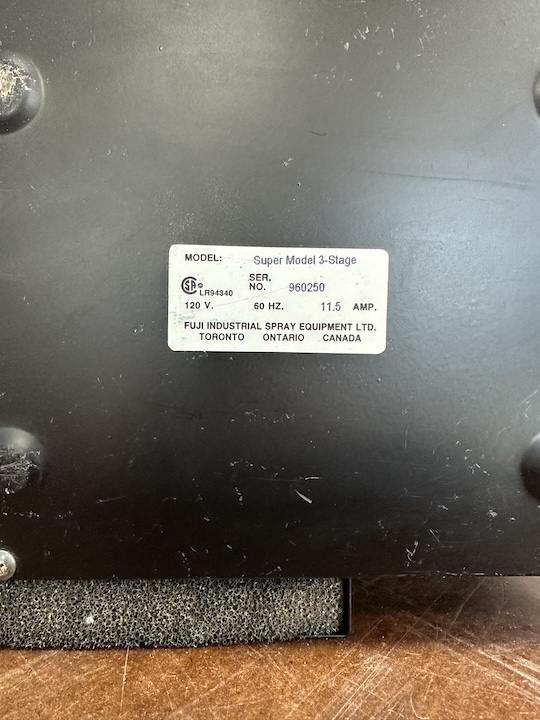 MODEL: Super Model 3-Stage
SER.
NO. 960250
SA ® LR94340
120 V. 60 HZ. 11.5 AMP.
FUJI INDUSTRIAL SPRAY EQUIPMENT LTD.
TORONTO ONTARIO CANADA